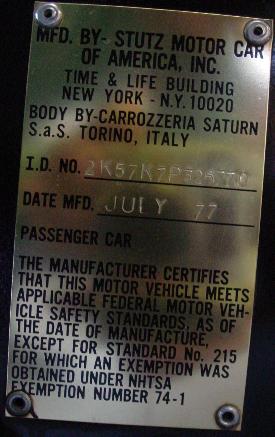 MFD. BY- STUTZ MOTOR CAR
OF AMERICA, INC.
TIME & LIFE BUILDING
NEW YORK - N.Y. 10020
BODY BY-CARROZZERIA SATURN
S.a.S. TORINO, ITALY
I.D. NO.
DATE MFD. JULY 77
PASSENGER CAR
THE MANUFACTURER CERTIFIES
THAT THIS MOTOR VEHICLE MEETS
APPLICABLE FEDERAL MOTOR VEH-
ICLE SAFETY STANDARDS, AS OF
THE DATE OF MANUFACTURE,
EXCEPT FOR STANDARD No. 215
FOR WHICH AN EXEMPTION WAS
OBTAINED UNDER NHTSA
EXEMPTION NUMBER 74-1